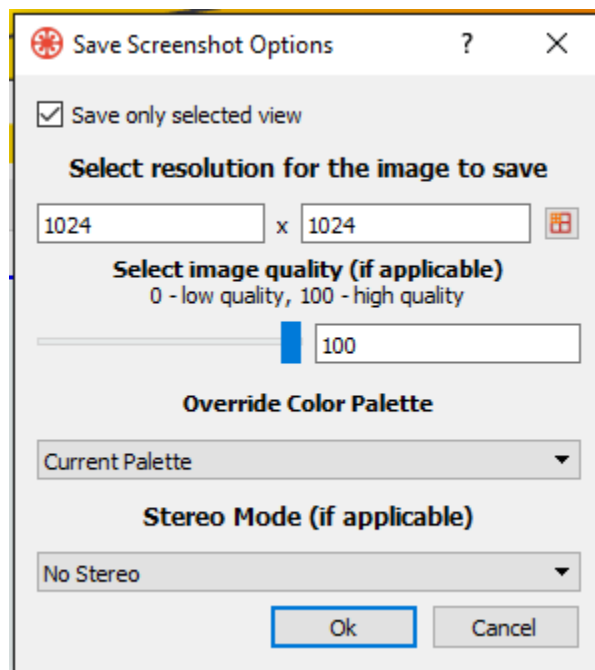 Save Screenshot Options ?
Save only selected view
Select resolution for the image to save
1024 x 1024
Select image quality (if applicable)
0 - low quality, 100 - high quality
100
Override Color Palette
Current Palette
Stereo Mode (if applicable)
No Stereo
Ok Cancel